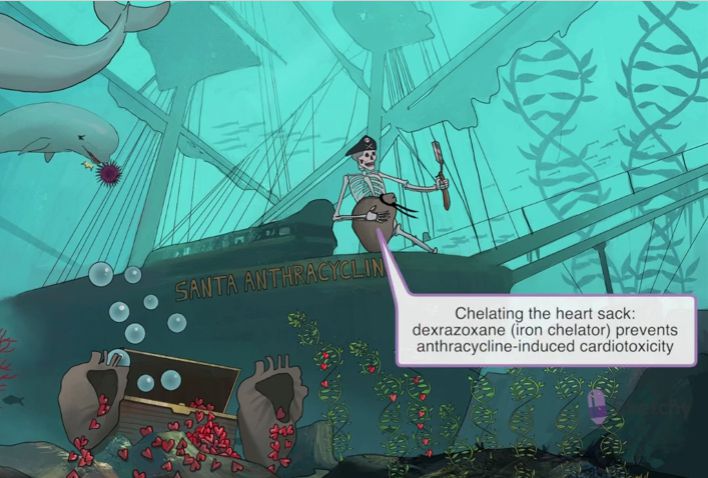 SANTA ANTHRACYCLIN
Chelating the heart sack:
dexrazoxane (iron chelator) prevents
anthracycline-induced cardiotoxicity